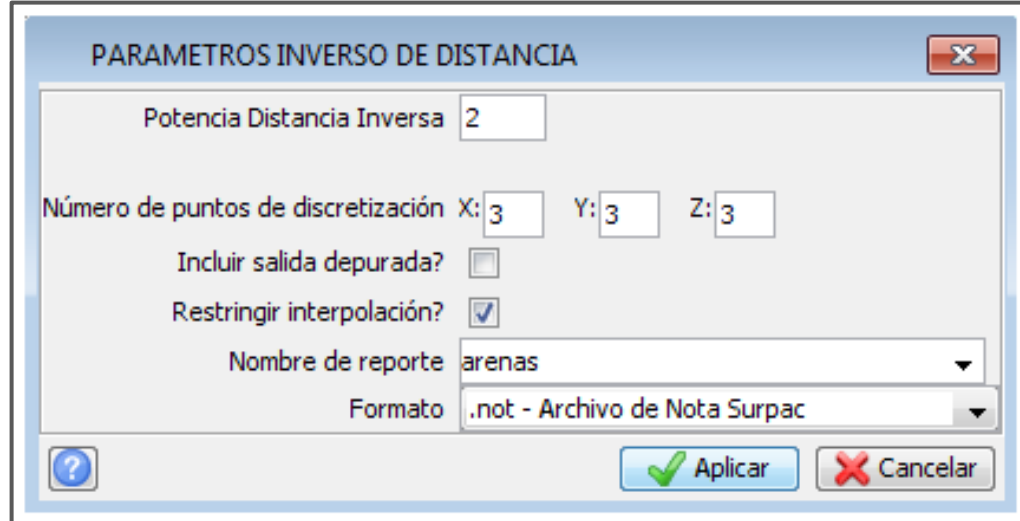 PARAMETROS INVERSO DE DISTANCIA
Potencia Distancia Inversa 2
Número de puntos de discretización X: 3 Y: 3 Z: 3
Incluir salida depurada?
Restringir interpolación?
Nombre de reporte arenas
Formato .not - Archivo de Nota Surpac
? Aplicar Cancelar